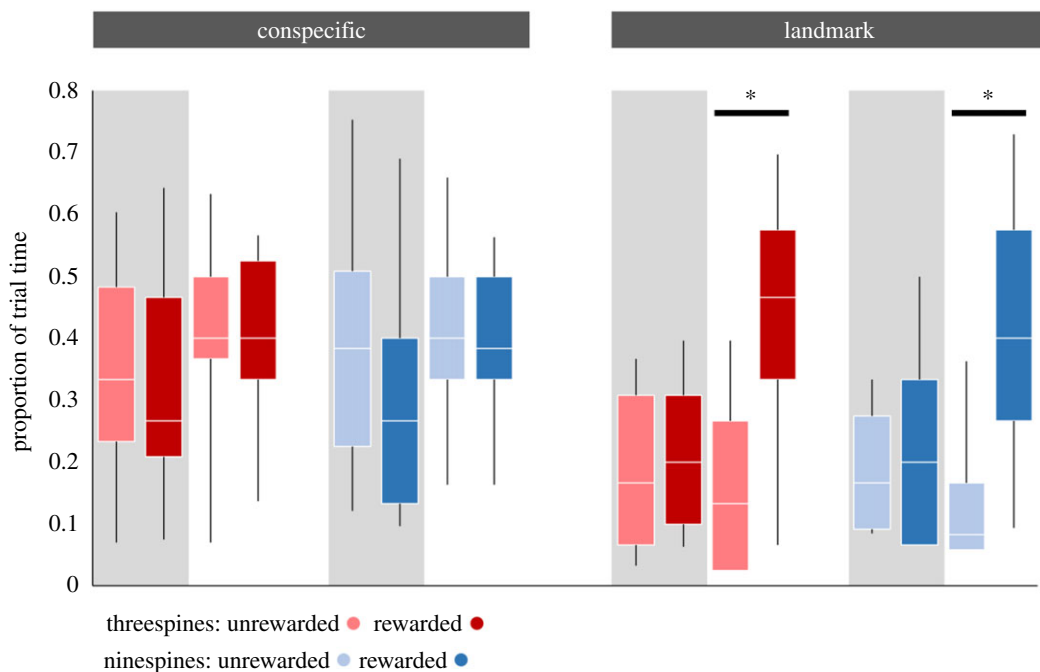 conspecific
landmark
0.8
0.7
0.6
0.5
0.4
0.3
0.2
0.1
0
proportion of trial time
*
*
threespines: unrewarded rewarded
ninespines: unrewarded rewarded